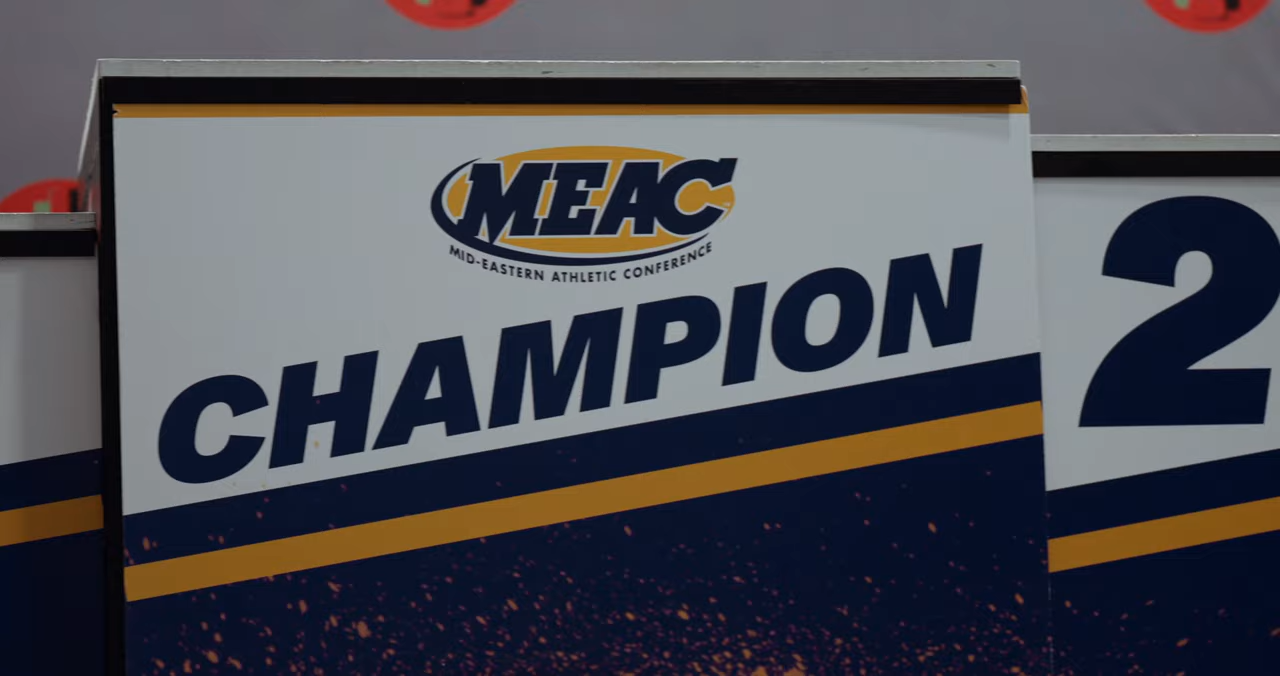 MEAC
MID-EASTERN ATHLETIC CONFERENCE
CHAMPION
2